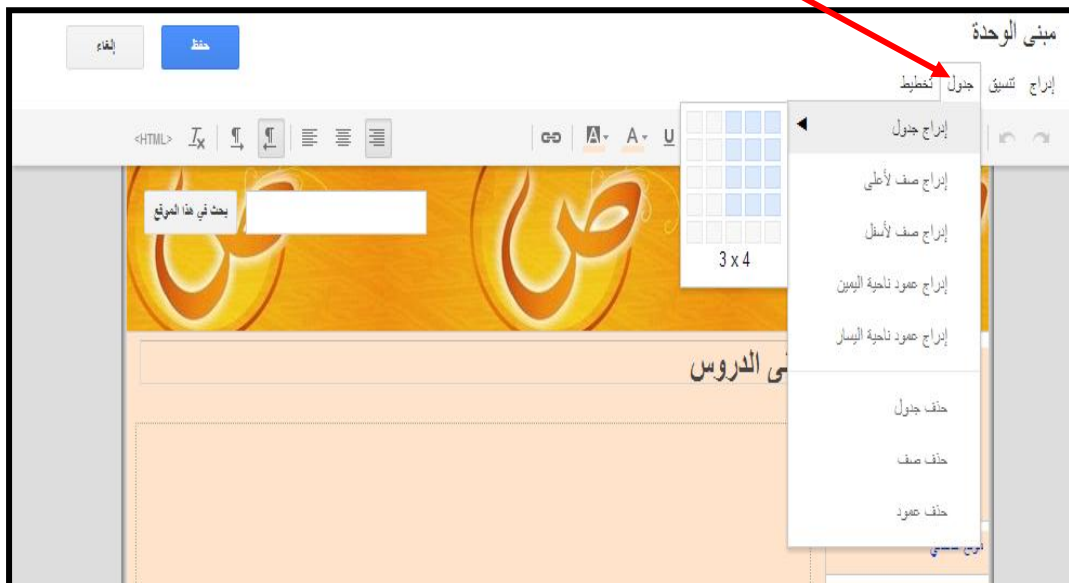 مبنى الوحدة
حفظ
إلغاء
إدراج تنسيق جدول تخطيط
<HTML>
GD A A U
إدراج جدول
إدراج صف لأعلى
إدراج صف لأسفل
إدراج عمود ناحية اليمين
إدراج عمود ناحية اليسار
حذف جدول
حذف صف
حذف عمود
3 x 4
بحث في هذا الموقع
ص ص
الدروس